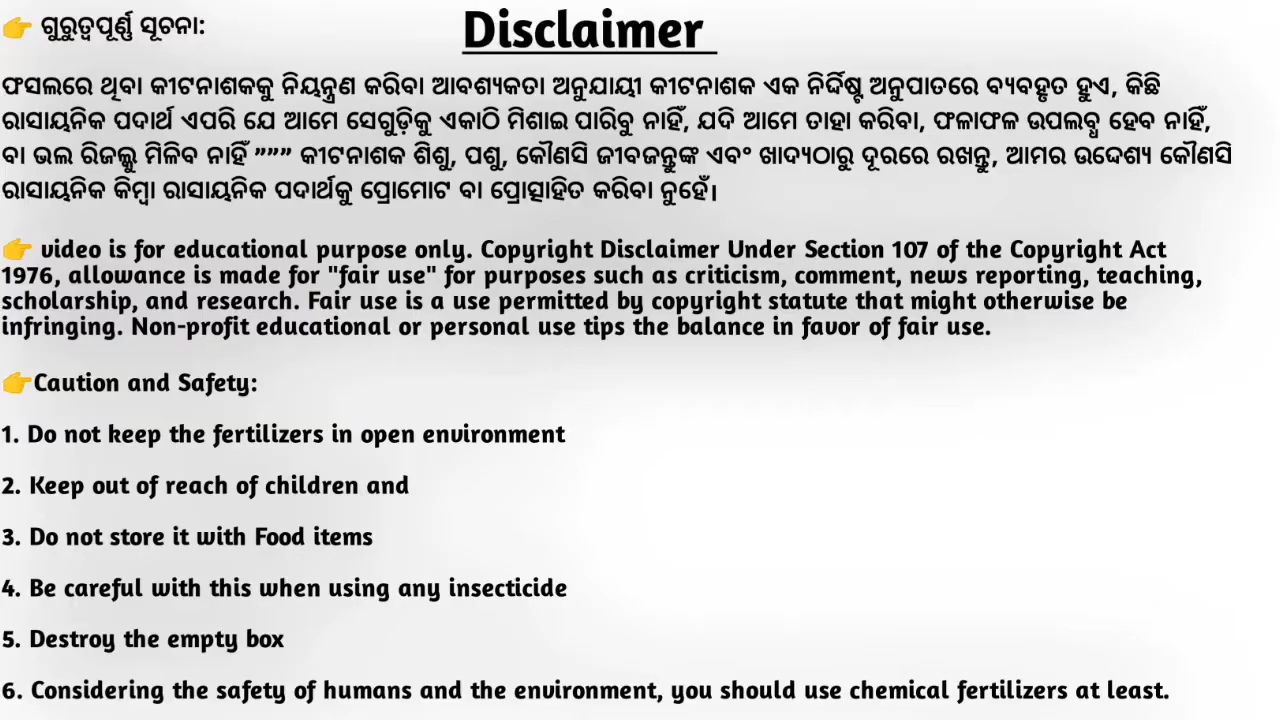 👉 ଗୁରୁତ୍ୱପୂର୍ଣ୍ଣ ସୂଚନା:
Disclaimer
ଫସଲରେ ଥିବା କୀଟନାଶକକୁ ନିୟନ୍ତ୍ରଣ କରିବା ଆବଶ୍ୟକତା ଅନୁଯାୟୀ କୀଟନାଶକ ଏକ ନିର୍ଦ୍ଦିଷ୍ଟ ଅନୁପାତରେ ବ୍ୟବହୃତ ହୁଏ, କିଛି
ରାସାୟନିକ ପଦାର୍ଥ ଏପରି ଯେ ଆମେ ସେଗୁଡ଼ିକୁ ଏକାଠି ମିଶାଇ ପାରିବୁ ନାହିଁ, ଯଦି ଆମେ ତାହା କରିବା, ଫଳାଫଳ ଉପଲବ୍ଧ ହେବ ନାହିଁ,
ବା ଭଲ ରିଜଲ୍ଟ ମିଳିବ ନାହିଁ ””” କୀଟନାଶକ ଶିଶୁ, ପଶୁ, କୌଣସି ଜୀବଜନ୍ତୁଙ୍କ ଏବଂ ଖାଦ୍ୟଠାରୁ ଦୂରରେ ରଖନ୍ତୁ, ଆମର ଉଦ୍ଦେଶ୍ୟ କୌଣସି
ରାସାୟନିକ କିମ୍ବା ରାସାୟନିକ ପଦାର୍ଥକୁ ପ୍ରୋମୋଟ ବା ପ୍ରୋତ୍ସାହିତ କରିବା ନୁହେଁ।
👉 video is for educational purpose only. Copyright Disclaimer Under Section 107 of the Copyright Act
1976, allowance is made for "fair use" for purposes such as criticism, comment, news reporting, teaching,
scholarship, and research. Fair use is a use permitted by copyright statute that might otherwise be
infringing. Non-profit educational or personal use tips the balance in favor of fair use.
👉Caution and Safety:
1. Do not keep the fertilizers in open environment
2. Keep out of reach of children and
3. Do not store it with Food items
4. Be careful with this when using any insecticide
5. Destroy the empty box
6. Considering the safety of humans and the environment, you should use chemical fertilizers at least.